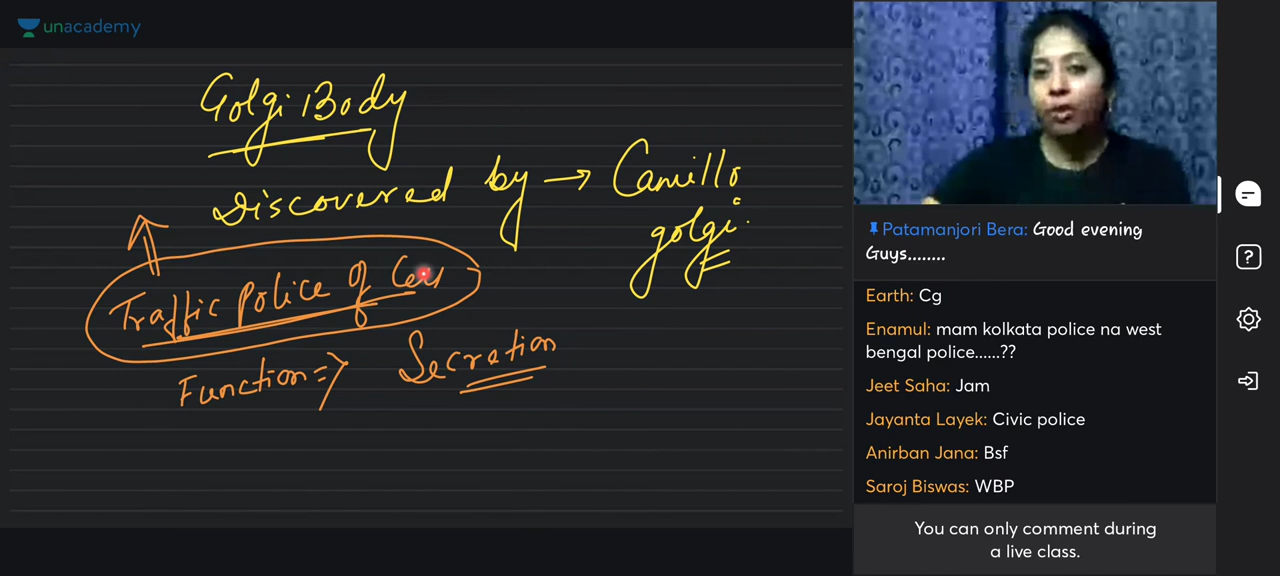 unacademy
Golgi Body
Discovered by → Camillo
golgi
Traffic police of Cell
Function ⇒ Secretion
Patamanjori Bera: Good evening
Guys........
Earth: Cg
Enamul: mam kolkata police na west
bengal police......??
Jeet Saha: Jam
Jayanta Layek: Civic police
Anirban Jana: Bsf
Saroj Biswas: WBP
You can only comment during
a live class.